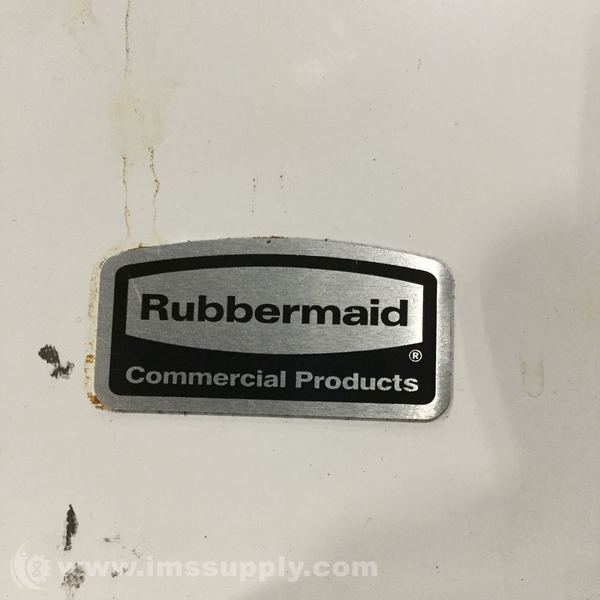 Rubbermaid
®
Commercial Products
www.imssupply.com